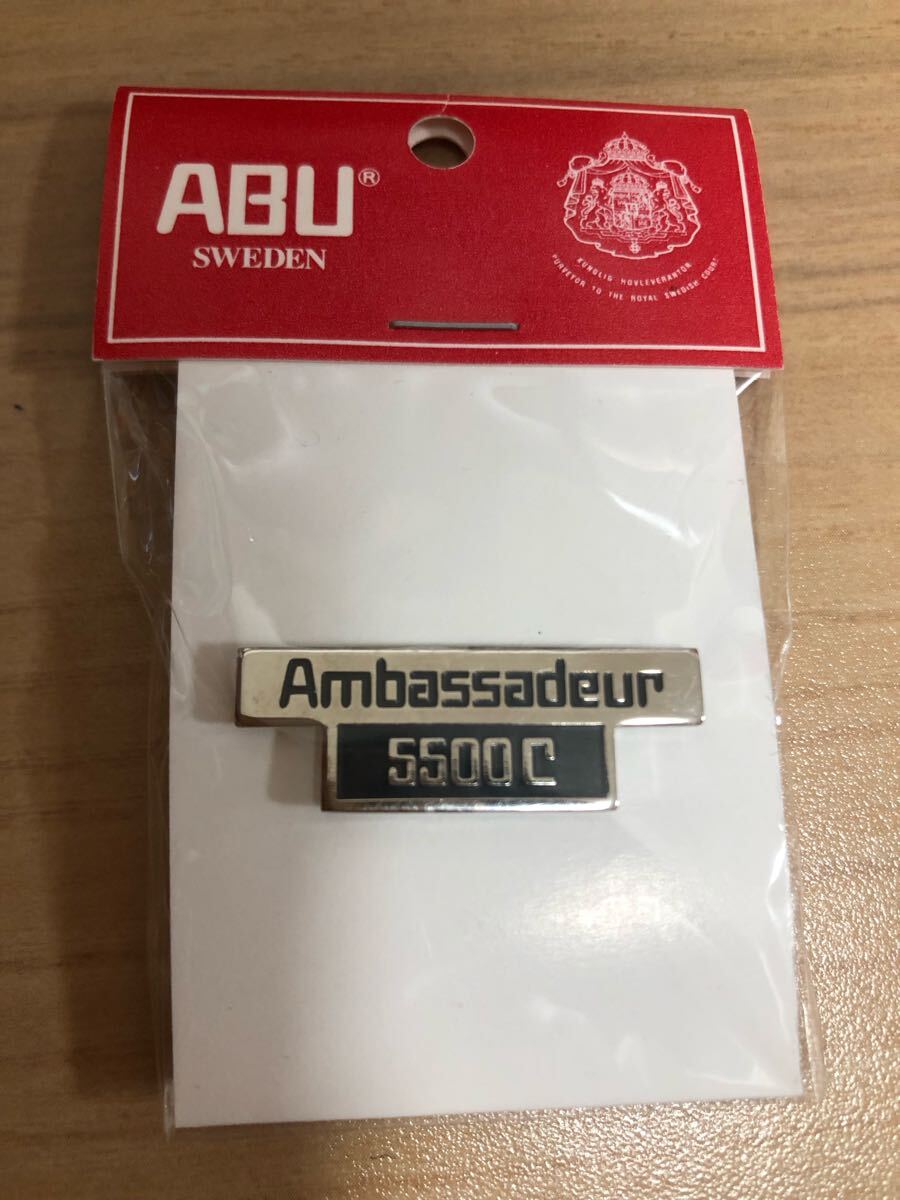 ABU®
SWEDEN
KUNGLIG HOVLEVERANTÖR
PURVEYOR TO THE ROYAL SWEDISH COURT
Ambassadeur
5500 C